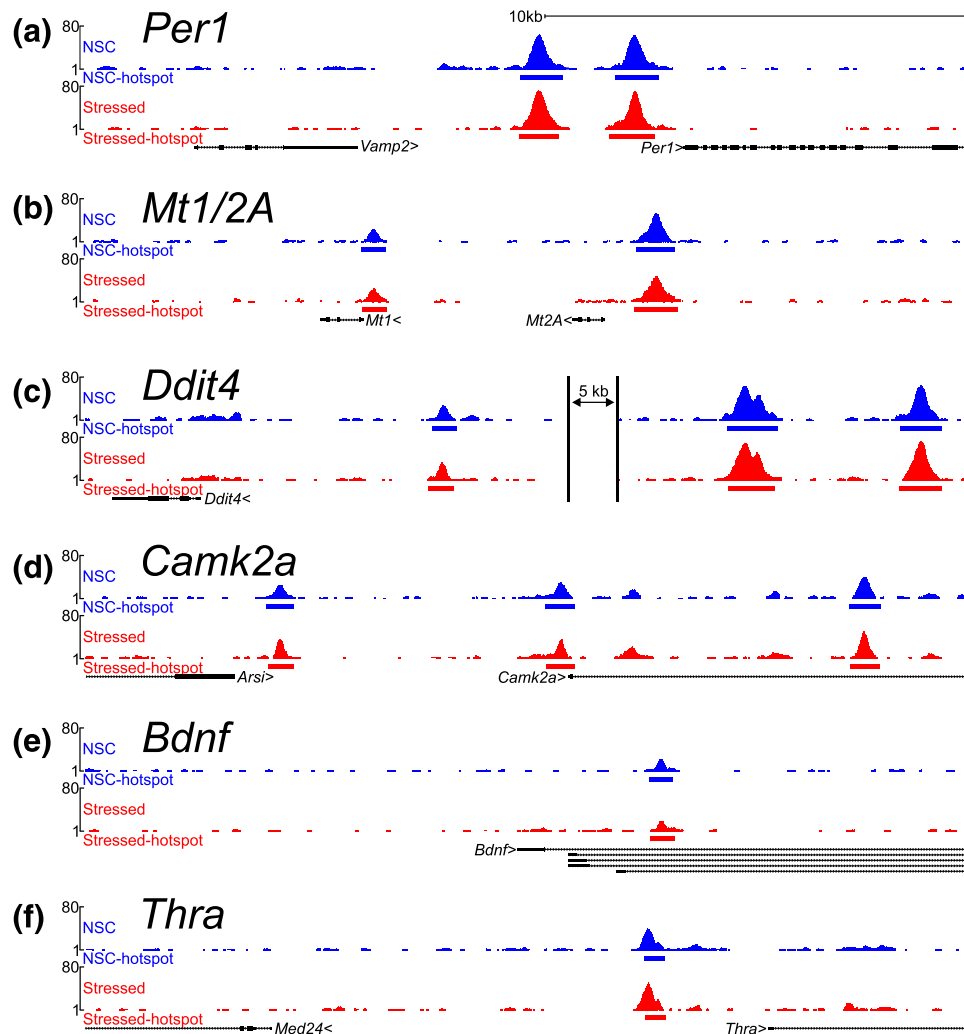 10kb
(a) Per1
80
NSC
1
NSC-hotspot
80
Stressed
1
Stressed-hotspot
Vamp2>
Per1>
(b) Mt1/2A
80
NSC
1
NSC-hotspot
80
Stressed
1
Stressed-hotspot
Mt1<
Mt2A<
(c) Ddit4
80
NSC
5 kb
1
NSC-hotspot
80
Stressed
1
Stressed-hotspot
Ddit4<
(d) Camk2a
80
NSC
1
NSC-hotspot
80
Stressed
1
Stressed-hotspot
Arsi>
Camk2a>
(e) Bdnf
80
NSC
1
NSC-hotspot
80
Stressed
1
Stressed-hotspot
Bdnf>
(f) Thra
80
NSC
1
NSC-hotspot
80
Stressed
1
Stressed-hotspot
Med24<
Thra>